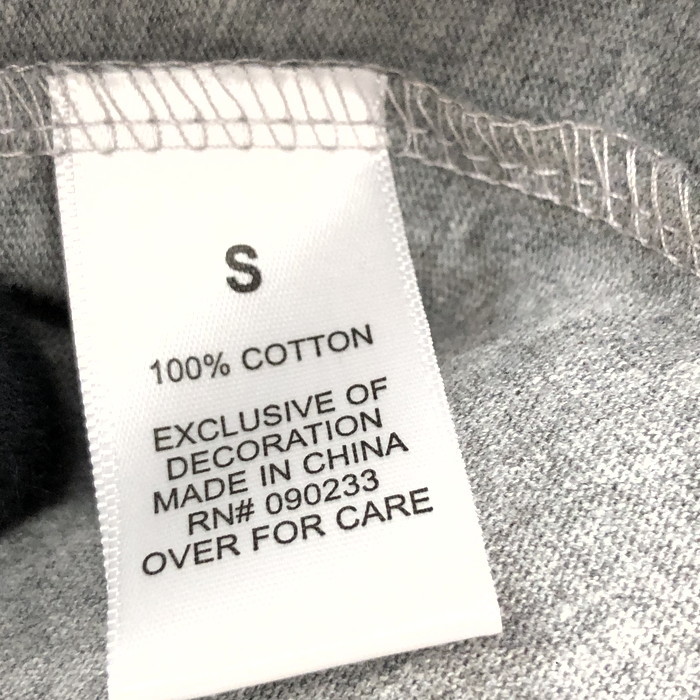 S
100% COTTON
EXCLUSIVE OF
DECORATION
MADE IN CHINA
RN# 090233
OVER FOR CARE